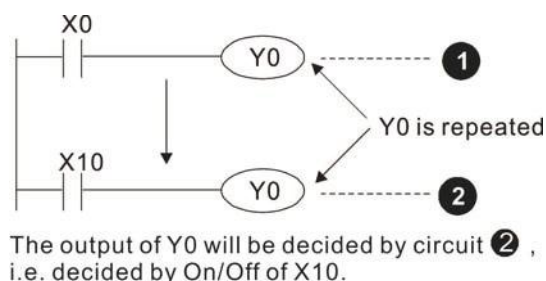 X0
Y0
1
Y0 is repeated
X10
Y0
2
The output of Y0 will be decided by circuit 2 ,
i.e. decided by On/Off of X10.